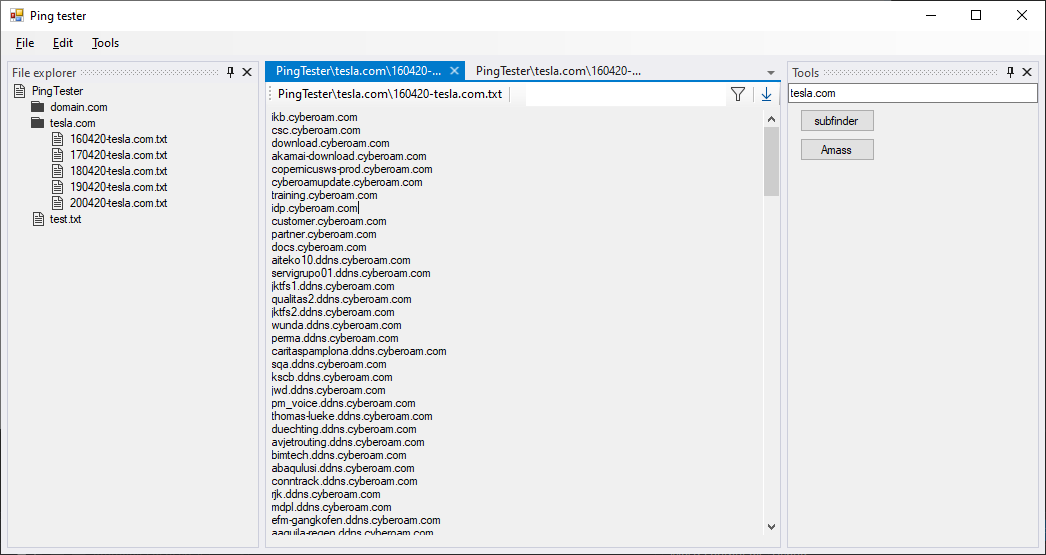 Ping tester
File Edit Tools
File explorer
PingTester
domain.com
tesla.com
160420-tesla.com.txt
170420-tesla.com.txt
180420-tesla.com.txt
190420-tesla.com.txt
200420-tesla.com.txt
test.txt
PingTester\tesla.com\160420-...
PingTester\tesla.com\160420-...
PingTester\tesla.com\160420-tesla.com.txt
ikb.cyberoam.com
csc.cyberoam.com
download.cyberoam.com
akamai-download.cyberoam.com
copernicusws-prod.cyberoam.com
cyberoamupdate.cyberoam.com
training.cyberoam.com
idp.cyberoam.com
customer.cyberoam.com
partner.cyberoam.com
docs.cyberoam.com
aiteko10.ddns.cyberoam.com
servigrupo01.ddns.cyberoam.com
jktfs1.ddns.cyberoam.com
qualitas2.ddns.cyberoam.com
jktfs2.ddns.cyberoam.com
wunda.ddns.cyberoam.com
perma.ddns.cyberoam.com
caritaspamplona.ddns.cyberoam.com
sqa.ddns.cyberoam.com
kscb.ddns.cyberoam.com
jwd.ddns.cyberoam.com
pm_voice.ddns.cyberoam.com
thomas-lueke.ddns.cyberoam.com
duechting.ddns.cyberoam.com
avjetrouting.ddns.cyberoam.com
bimtech.ddns.cyberoam.com
abaqulusi.ddns.cyberoam.com
conntrack.ddns.cyberoam.com
rjk.ddns.cyberoam.com
mdpl.ddns.cyberoam.com
efm-gangkofen.ddns.cyberoam.com
aaquila-regen.ddns.cyberoam.com
Tools
tesla.com
subfinder
Amass